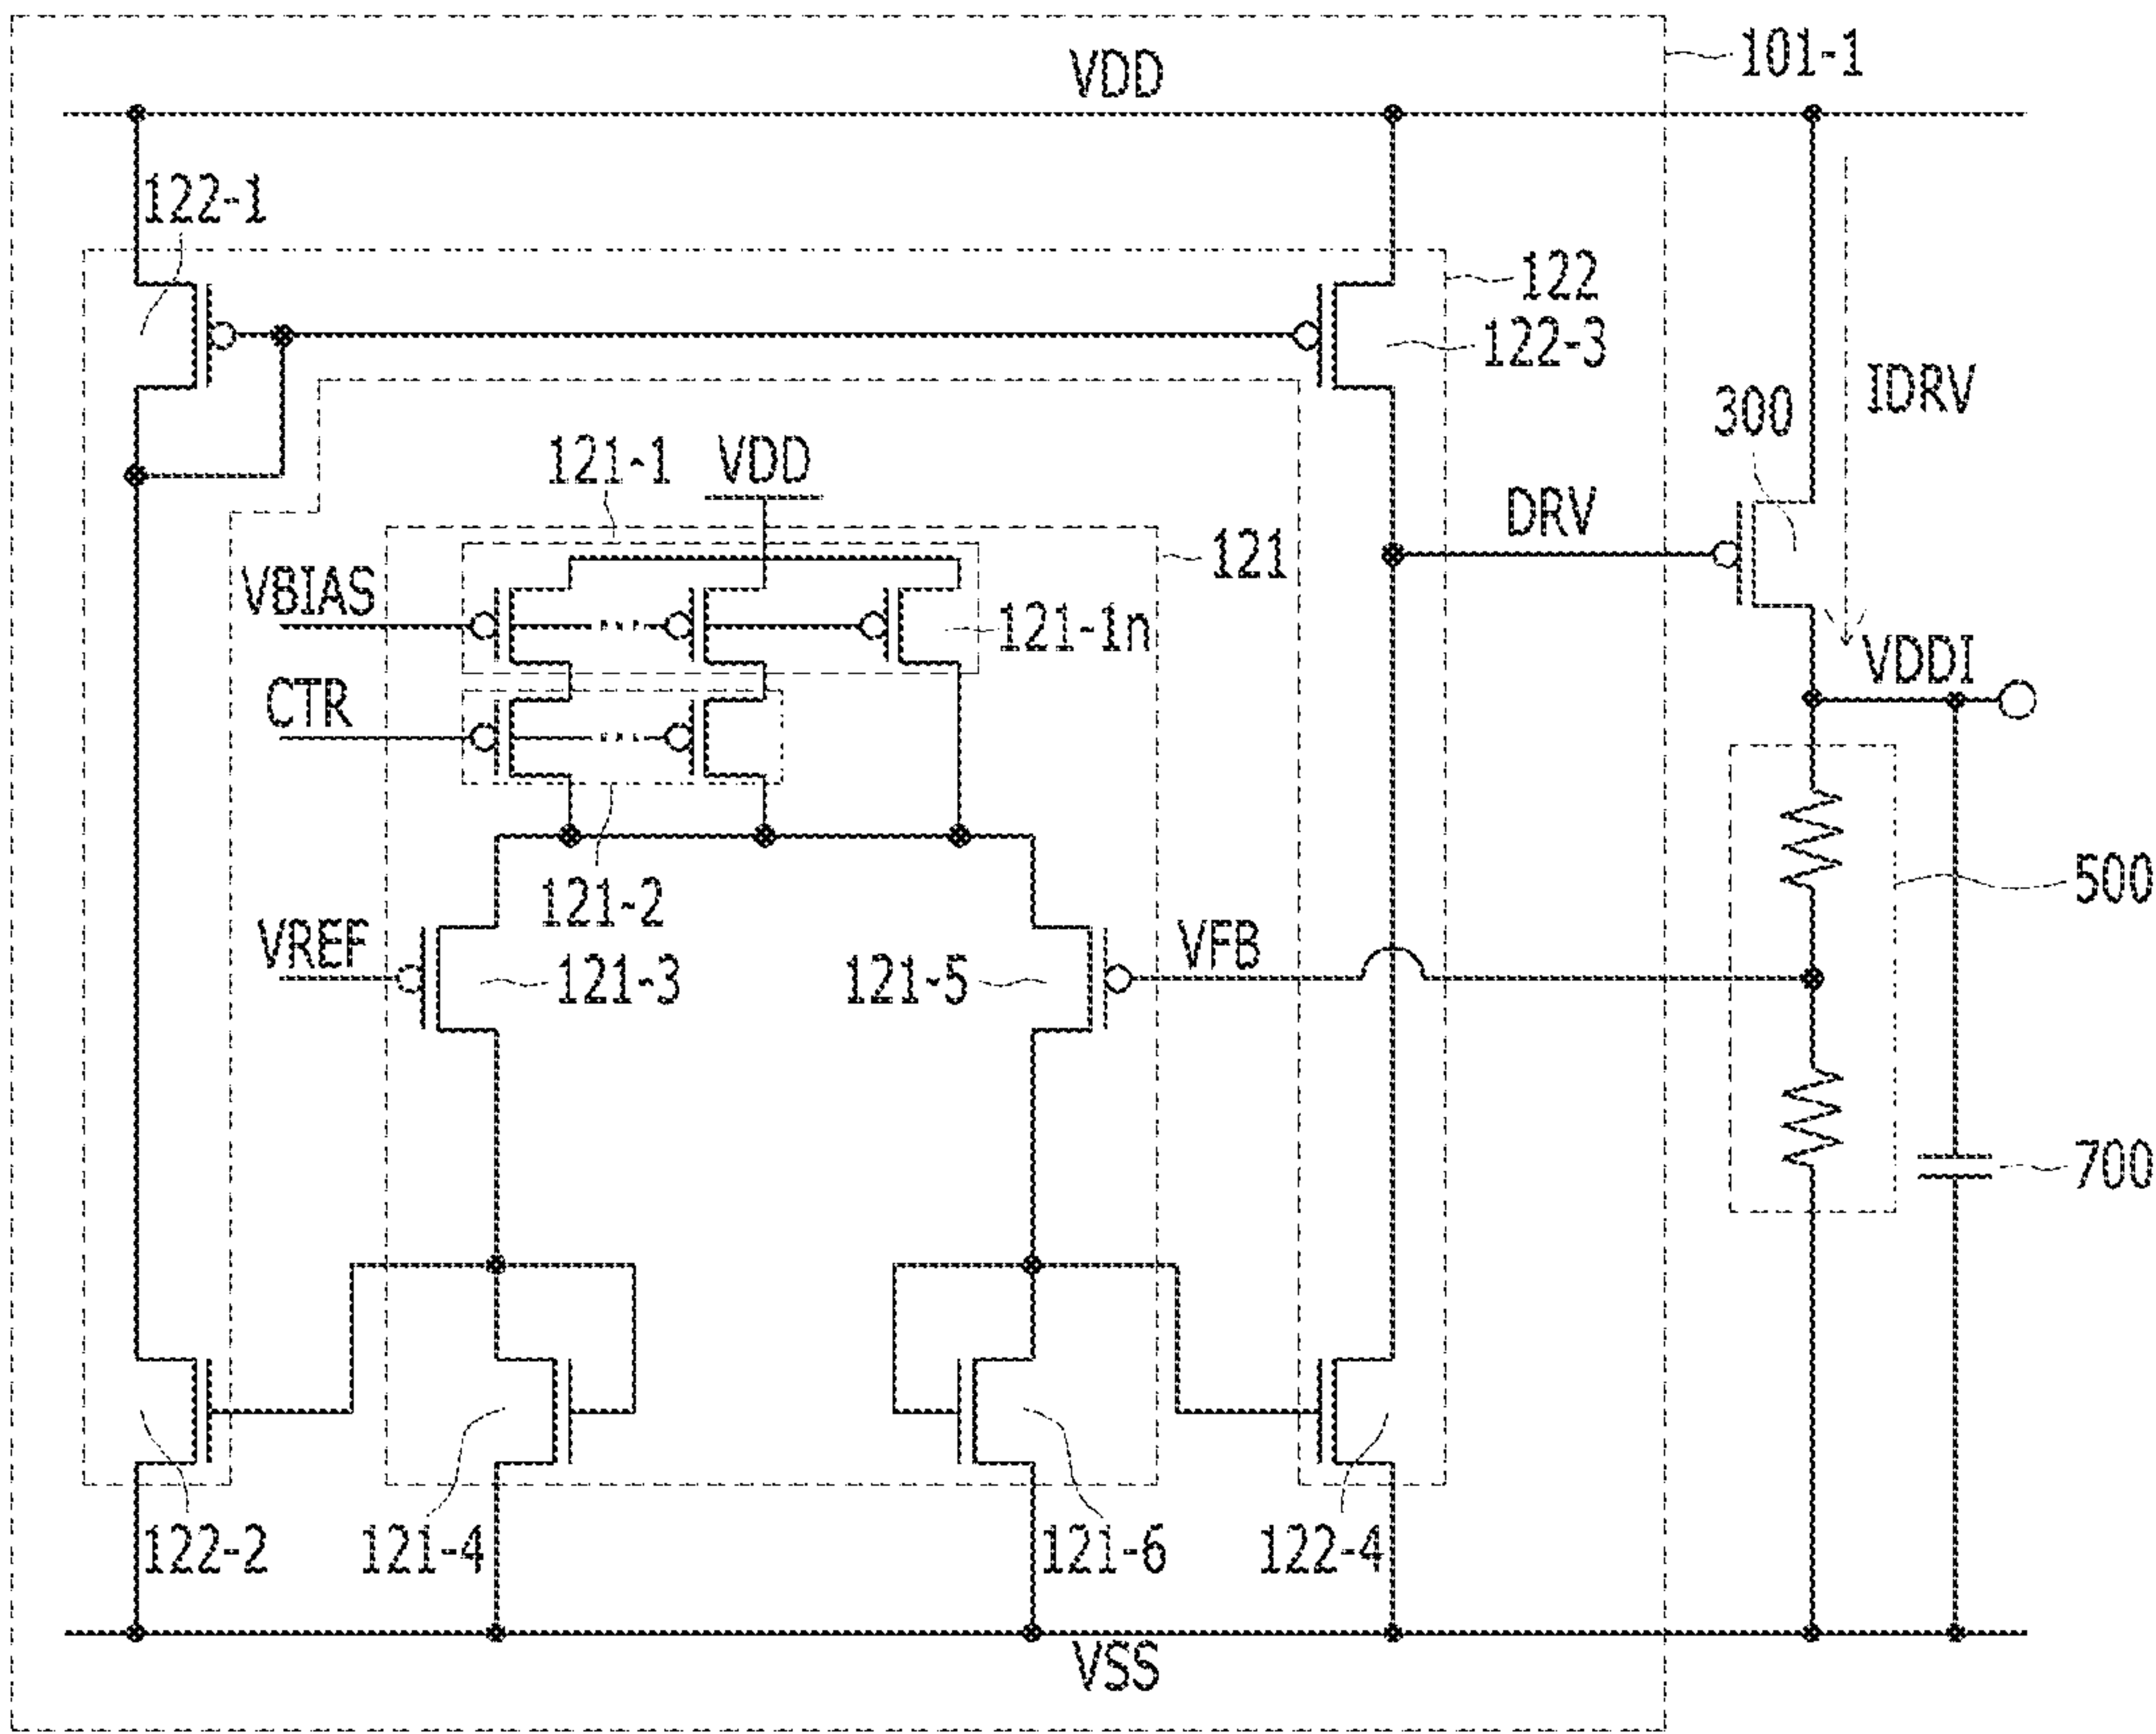 101-1
VDD
122-1
122
122-3
IDRV
300
121-1
VDD
DRV
121
VBIAS
121-1n
VDDI
CTR
500
121-2
VREF
121-3
121-5
VFB
700
122-2
121-4
121-6
122-4
VSS